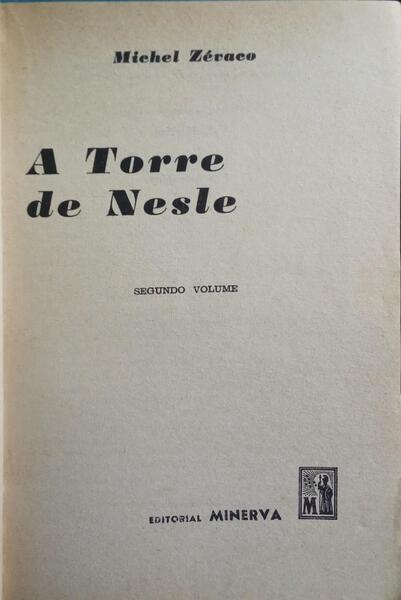 Michel Zévaco
A Torre
de Nesle
SEGUNDO VOLUME
EDITORIAL MINERVA
M